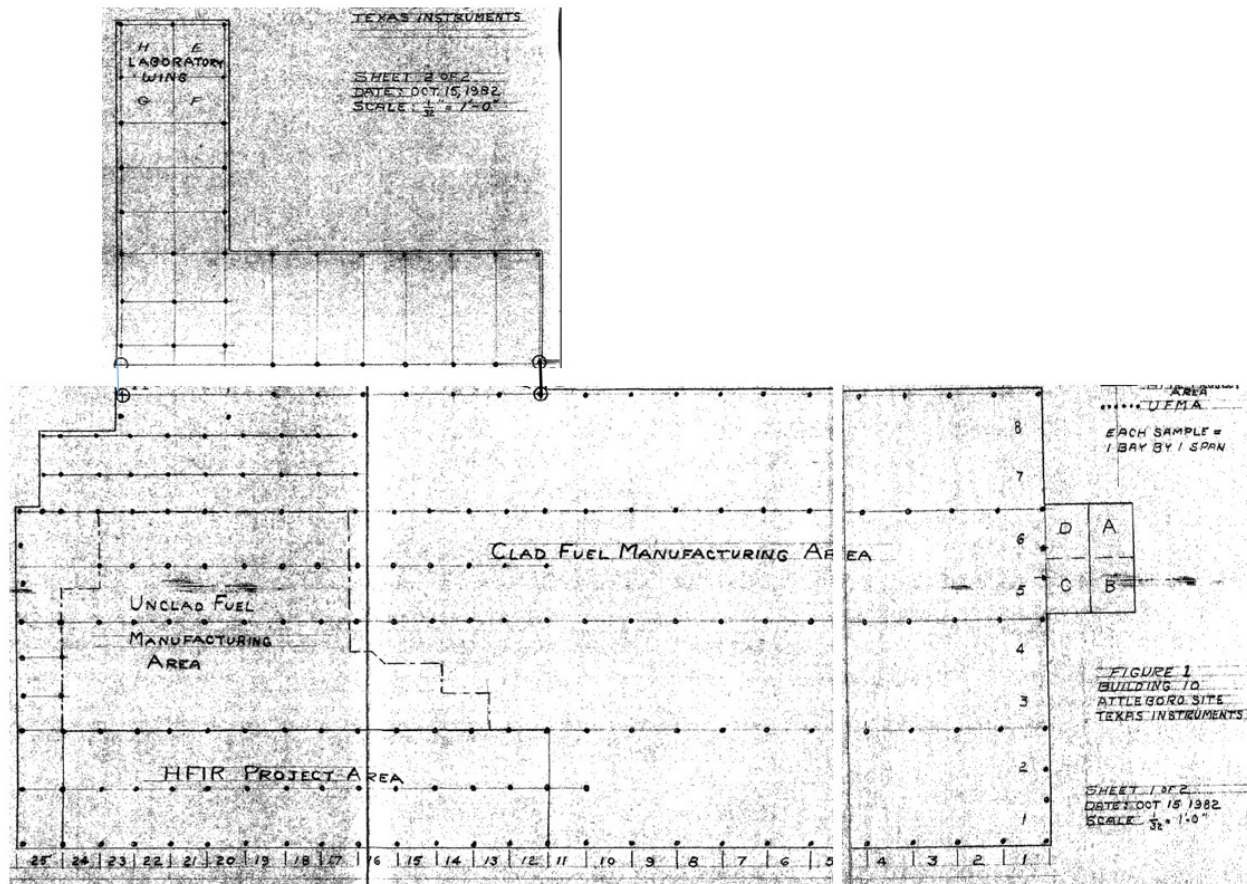 TEXAS INSTRUMENTS
SHEET 2 OF 2
DATE: OCT. 15, 1982
SCALE: 1/32" = 1'-0"
H E
LABORATORY
WING
G F
AREA
UFMA
EACH SAMPLE =
1 BAY BY 1 SPAN
8
7
6
5
4
3
2
1
D A
C B
CLAD FUEL MANUFACTURING AREA
UNCLAD FUEL
MANUFACTURING
AREA
HFIR PROJECT AREA
FIGURE 1
BUILDING 10
ATTLEBORO SITE
TEXAS INSTRUMENTS
SHEET 1 OF 2
DATE: OCT 15 1982
SCALE 1/32" = 1'-0"
25 24 23 22 21 20 19 18 17 16 15 14 13 12 11 10 9 8 7 6 5 4 3 2 1